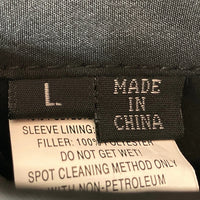 L
MADE
IN
CHINA
SLEEVE LINING:
FILLER: 100% POLYESTER
DO NOT GET WET!
SPOT CLEANING METHOD ONLY
WITH NON-PETROLEUM